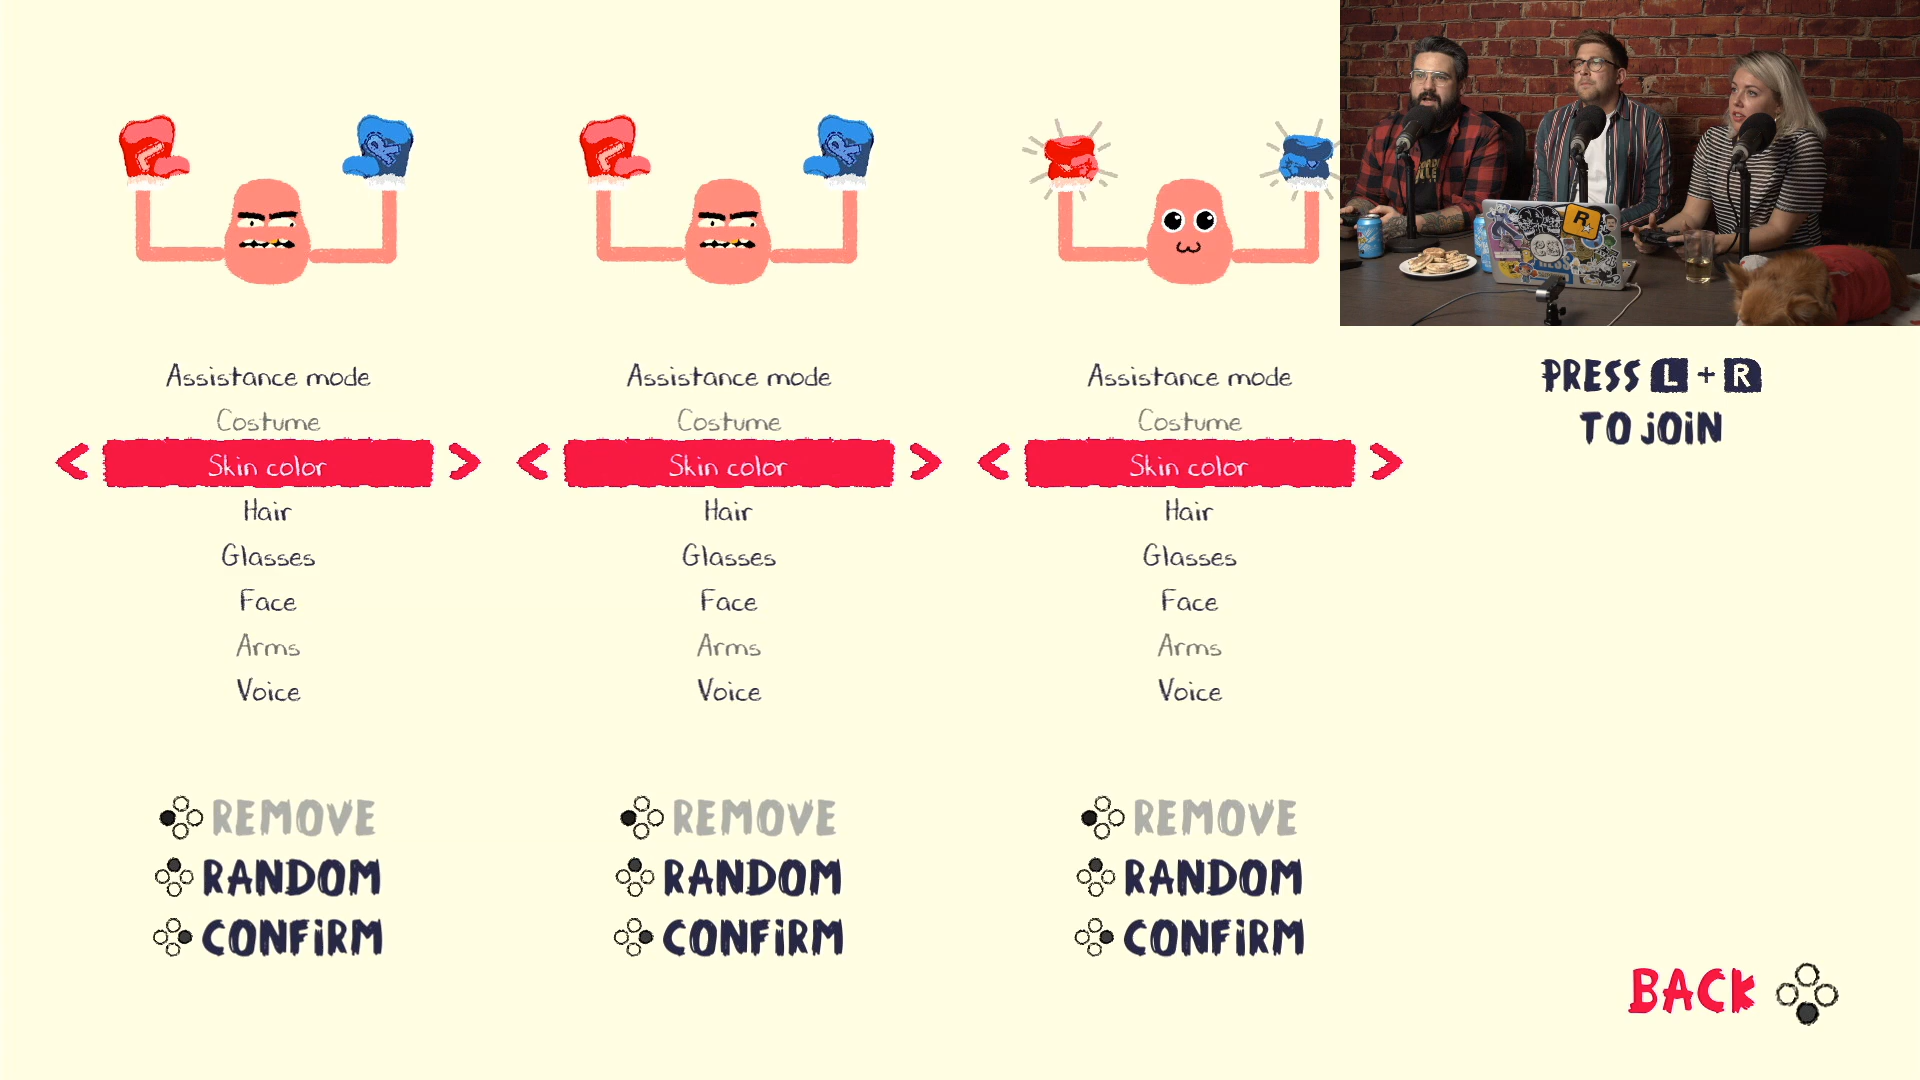 L R
L R
Assistance mode
Costume
Skin color
Hair
Glasses
Face
Arms
Voice
REMOVE
RANDOM
CONFIRM
Assistance mode
Costume
Skin color
Hair
Glasses
Face
Arms
Voice
REMOVE
RANDOM
CONFIRM
Assistance mode
Costume
Skin color
Hair
Glasses
Face
Arms
Voice
REMOVE
RANDOM
CONFIRM
PRESS L + R
TO JOIN
BACK
R